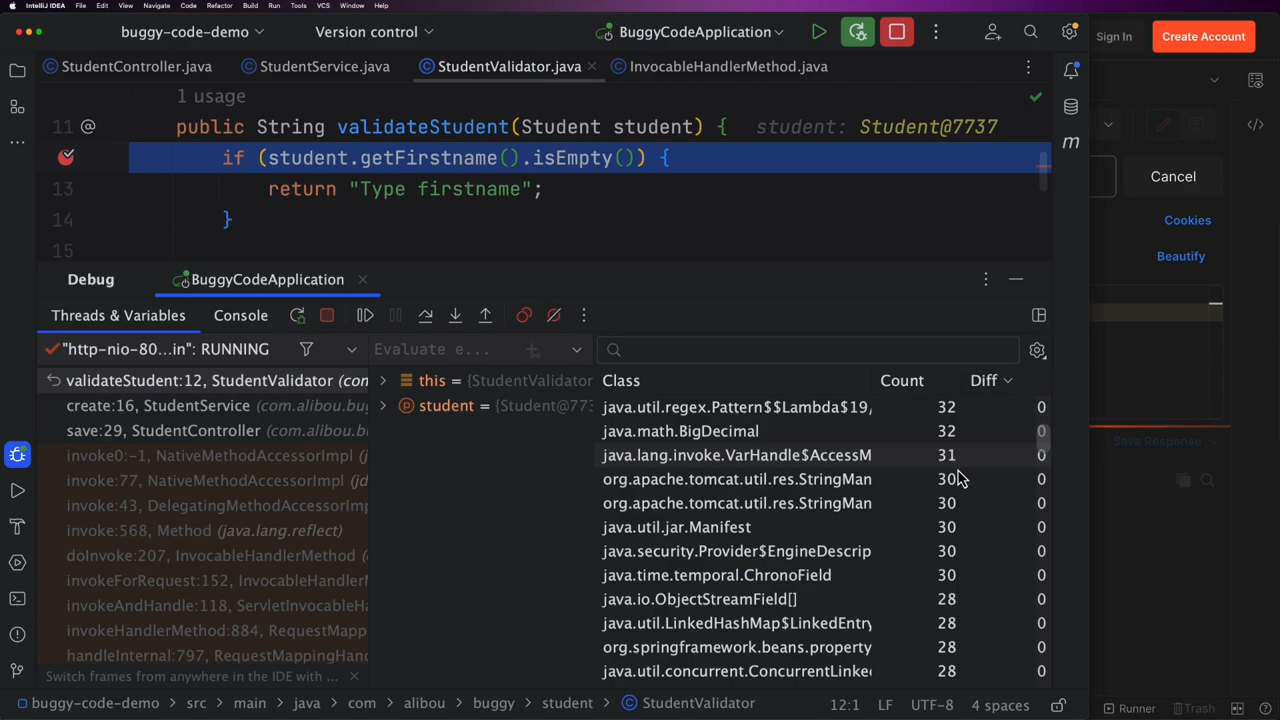 IntelliJ IDEA File Edit View Navigate Code Refactor Build Run Tools VCS Window Help
buggy-code-demo Version control BuggyCodeApplication Sign In Create Account
StudentController.java StudentService.java StudentValidator.java InvocableHandlerMethod.java
1 usage
11 @ public String validateStudent(Student student) { student: Student@7737
if (student.getFirstname().isEmpty()) {
Cancel
13 return "Type firstname";
14 }
Cookies
15
Beautify
Debug BuggyCodeApplication
Threads & Variables Console
"http-nio-80...in": RUNNING Evaluate e...
Class Count Diff
validateStudent:12, StudentValidator (con this = {StudentValidator
create:16, StudentService (com.alibou.bug student = {Student@773
save:29, StudentController (com.alibou.b
invoke0:-1, NativeMethodAccessorImpl (j
invoke:77, NativeMethodAccessorImpl (jd
invoke:43, DelegatingMethodAccessorImp
invoke:568, Method (java.lang.reflect)
doInvoke:207, InvocableHandlerMethod (
invokeForRequest:152, InvocableHandlerM
invokeAndHandle:118, ServletInvocableHa
invokeHandlerMethod:884, RequestMapp
handleInternal:797, RequestMappingHand
java.util.regex.Pattern$$Lambda$19, 32 0
java.math.BigDecimal 32 0
java.lang.invoke.VarHandle$AccessM 31 0
org.apache.tomcat.util.res.StringMan 30 0
org.apache.tomcat.util.res.StringMan 30 0
java.util.jar.Manifest 30 0
java.security.Provider$EngineDescrip 30 0
java.time.temporal.ChronoField 30 0
java.io.ObjectStreamField[] 28 0
java.util.LinkedHashMap$LinkedEntry 28 0
org.springframework.beans.property 28 0
java.util.concurrent.ConcurrentLinke 28 0
Save Response
Switch frames from anywhere in the IDE with ...
buggy-code-demo src main java com alibou buggy student StudentValidator 12:1 LF UTF-8 4 spaces Runner Trash